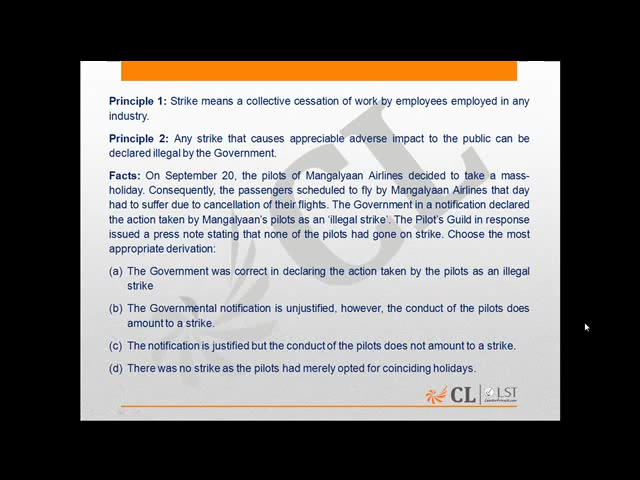 Principle 1: Strike means a collective cessation of work by employees employed in any
industry.
Principle 2: Any strike that causes appreciable adverse impact to the public can be
declared illegal by the Government.
Facts: On September 20, the pilots of Mangalyaan Airlines decided to take a mass-
holiday. Consequently, the passengers scheduled to fly by Mangalyaan Airlines that day
had to suffer due to cancellation of their flights. The Government in a notification declared
the action taken by Mangalyaan's pilots as an 'illegal strike'. The Pilot's Guild in response
issued a press note stating that none of the pilots had gone on strike. Choose the most
appropriate derivation:
(a) The Government was correct in declaring the action taken by the pilots as an illegal
strike
(b) The Governmental notification is unjustified, however, the conduct of the pilots does
amount to a strike.
(c) The notification is justified but the conduct of the pilots does not amount to a strike.
(d) There was no strike as the pilots had merely opted for coinciding holidays.
CL LST